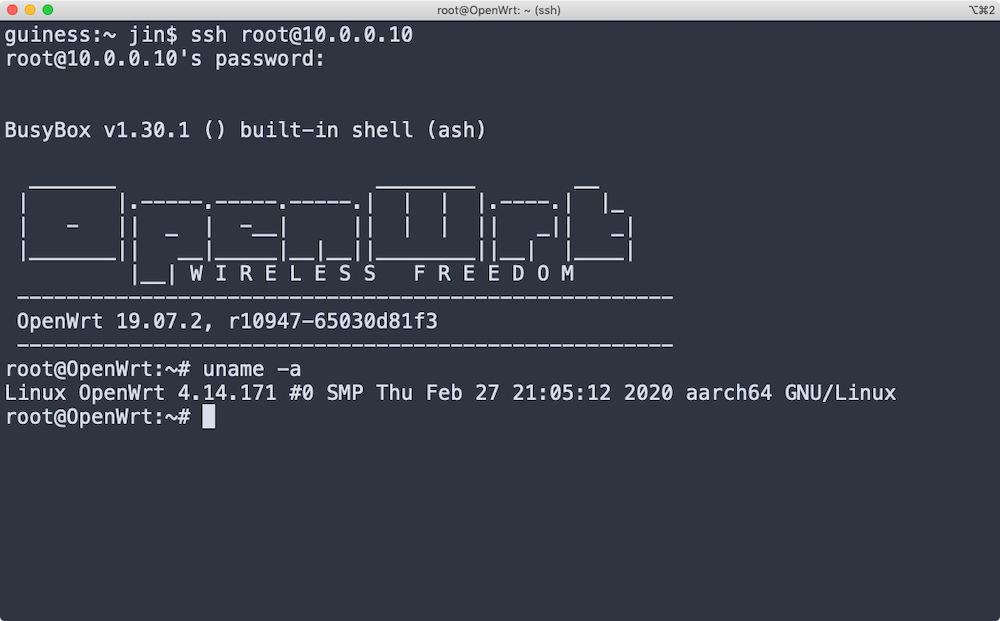 root@OpenWrt: ~ (ssh)
⌥⌘2
guiness:~ jin$ ssh root@10.0.0.10
root@10.0.0.10's password:
BusyBox v1.30.1 () built-in shell (ash)
  _______                     ________        __
 |       |.-----.-----.-----.|  |  |  |.----.|  |_
 |   -   ||  _  |  -__|     ||  |  |  ||   _||   _|
 |_______||   __|_____|__|__||________||__|  |____|
          |__| W I R E L E S S   F R E E D O M
 -----------------------------------------------------
 OpenWrt 19.07.2, r10947-65030d81f3
 -----------------------------------------------------
root@OpenWrt:~# uname -a
Linux OpenWrt 4.14.171 #0 SMP Thu Feb 27 21:05:12 2020 aarch64 GNU/Linux
root@OpenWrt:~#